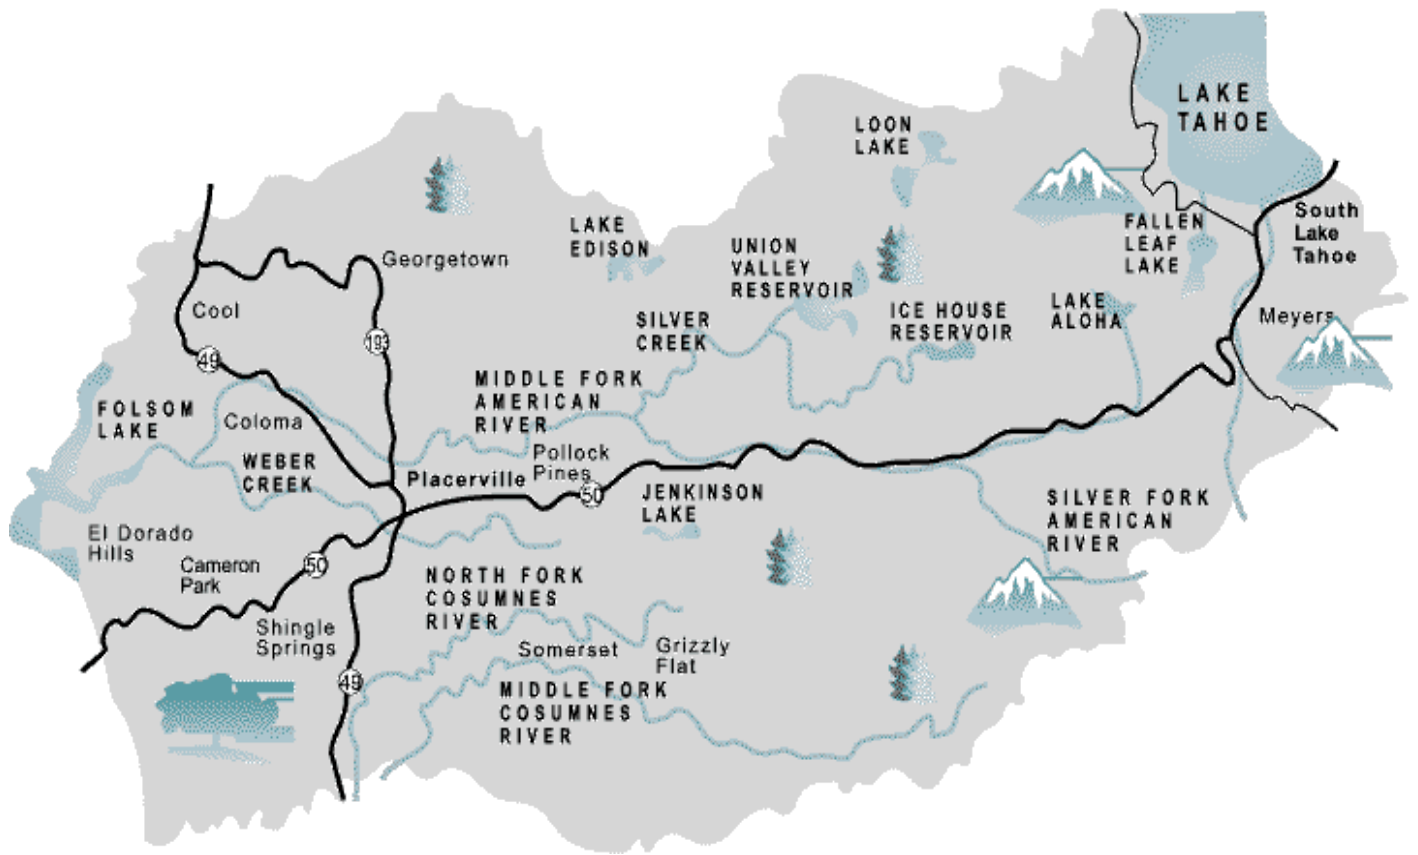 LAKE
TAHOE
LOON
LAKE
FALLEN
LEAF
LAKE
South
Lake
Tahoe
LAKE
EDISON
UNION
VALLEY
RESERVOIR
Georgetown
Cool
SILVER
CREEK
ICE HOUSE
RESERVOIR
LAKE
ALOHA
Meyers
193
49
MIDDLE FORK
AMERICAN
RIVER
FOLSOM
LAKE
Coloma
WEBER
CREEK
Placerville
Pollock
Pines
50
JENKINSON
LAKE
SILVER FORK
AMERICAN
RIVER
El Dorado
Hills
Cameron
Park
50
NORTH FORK
COSUMNES
RIVER
Shingle
Springs
Somerset
Grizzly
Flat
49
MIDDLE FORK
COSUMNES
RIVER